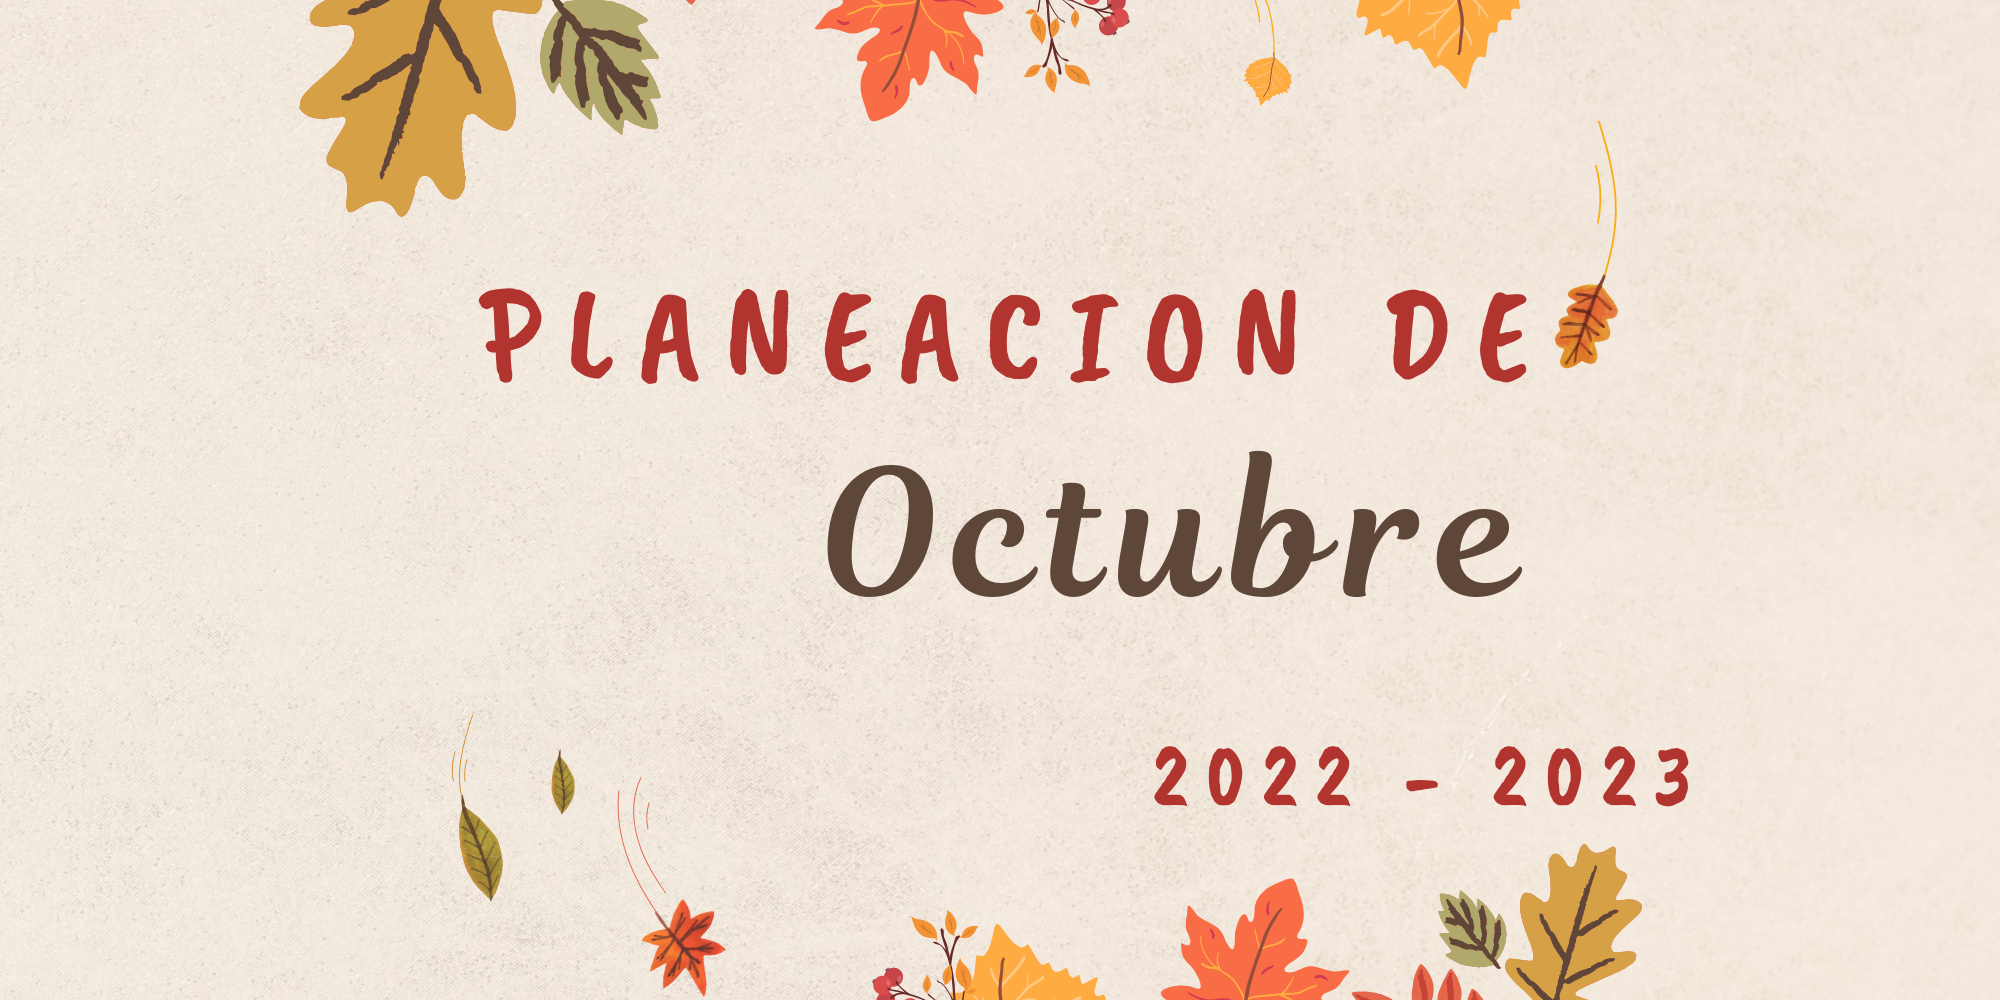 PLANEACION DE
Octubre
2022 - 2023